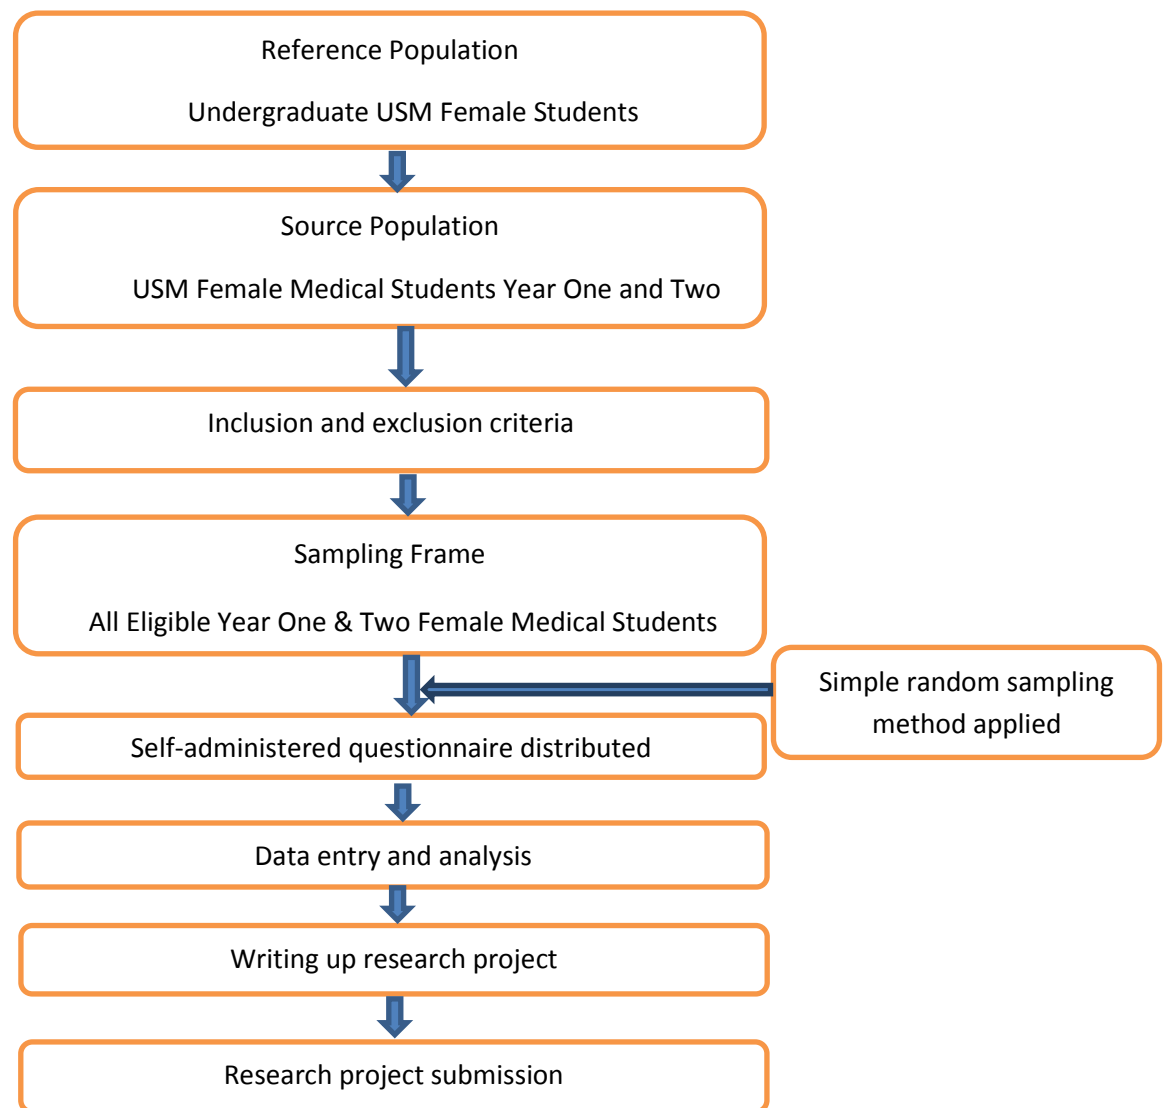 Reference Population
Undergraduate USM Female Students
Source Population
USM Female Medical Students Year One and Two
Inclusion and exclusion criteria
Sampling Frame
All Eligible Year One & Two Female Medical Students
Simple random sampling
method applied
Self-administered questionnaire distributed
Data entry and analysis
Writing up research project
Research project submission